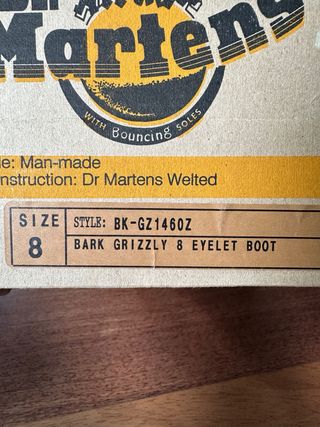 Martens
WITH Bouncing SOLES
le: Man-made
nstruction: Dr Martens Welted
SIZE 8
STYLE: BK-GZ1460Z
BARK GRIZZLY 8 EYELET BOOT